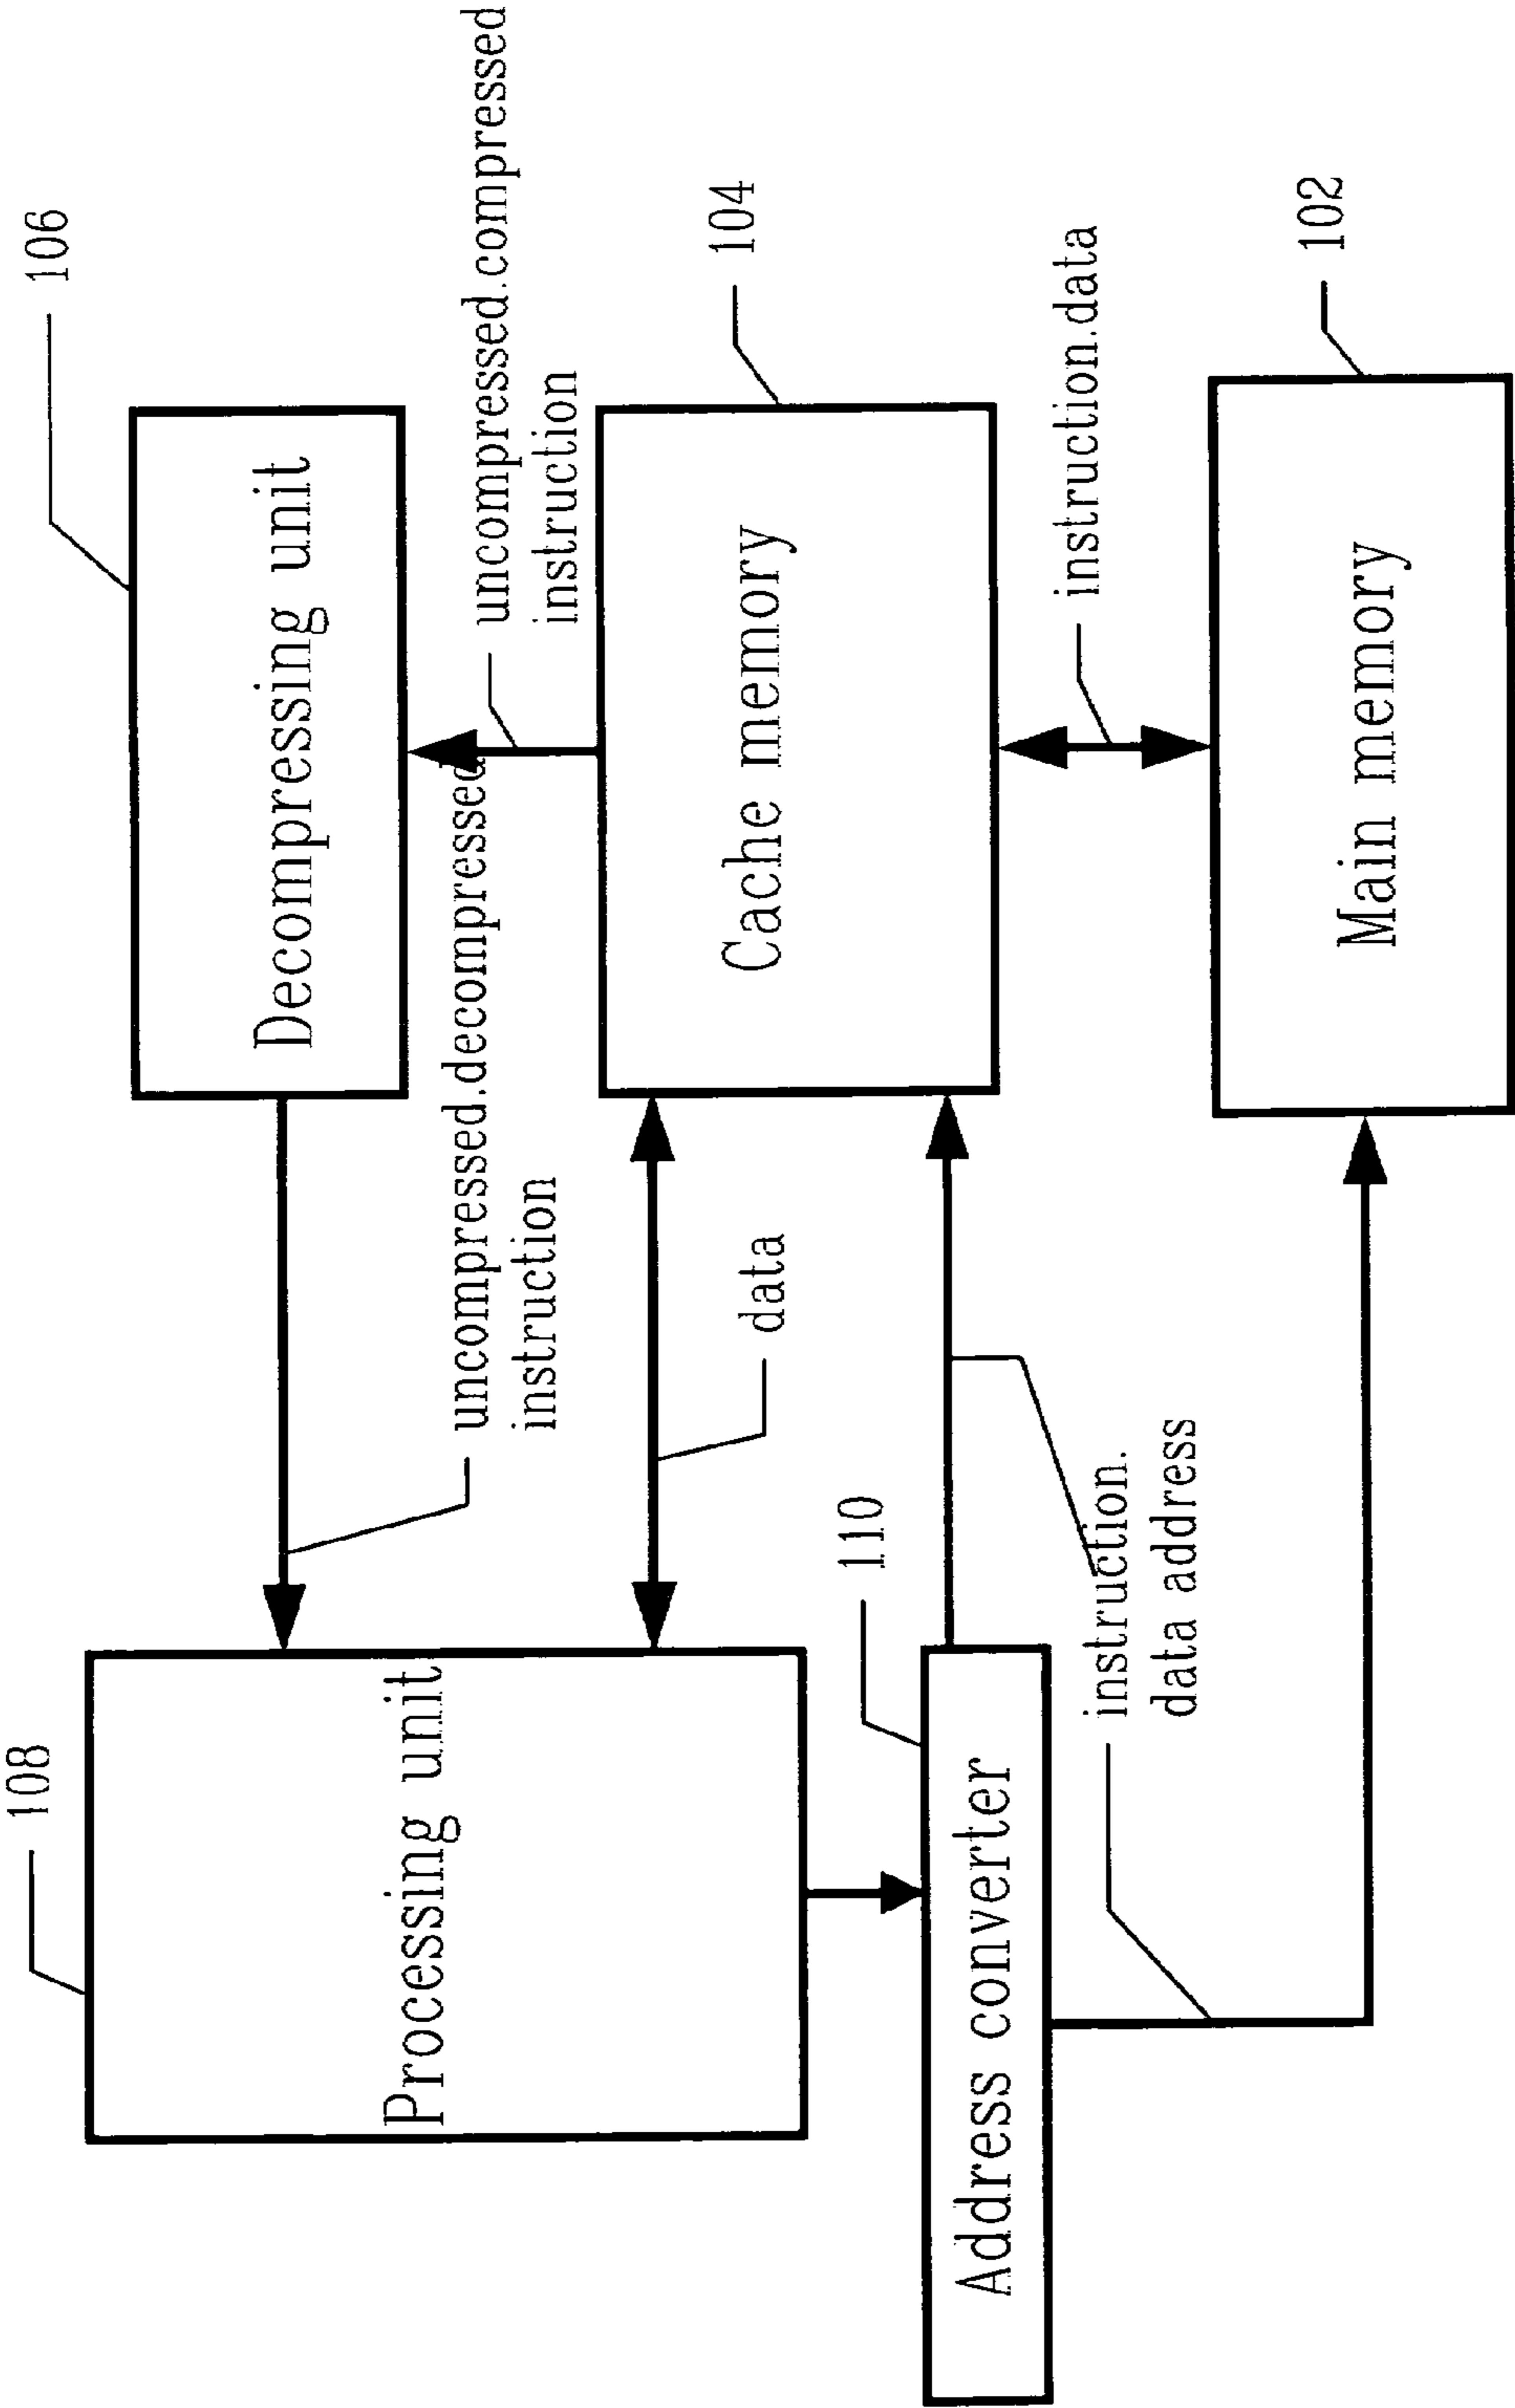 106
Decompressing unit
uncompressed.compressed
instruction
104
Cache memory
instruction.data
102
Main memory
uncompressed.decompressed
instruction
data
108
Processing unit
110
Address converter
instruction.
data address